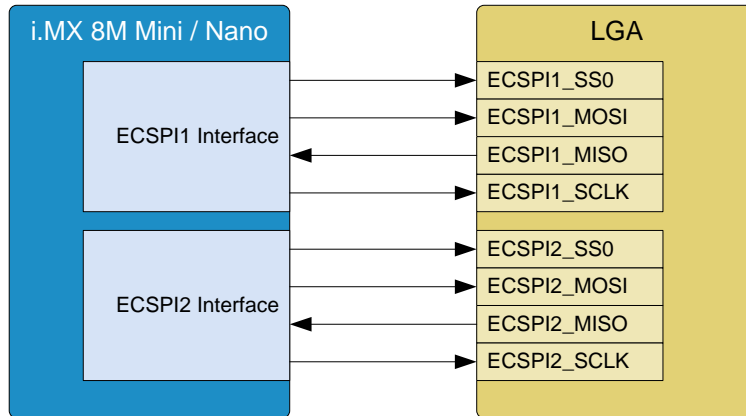 i.MX 8M Mini / Nano
LGA
ECSPI1 Interface
ECSPI1_SS0
ECSPI1_MOSI
ECSPI1_MISO
ECSPI1_SCLK
ECSPI2 Interface
ECSPI2_SS0
ECSPI2_MOSI
ECSPI2_MISO
ECSPI2_SCLK